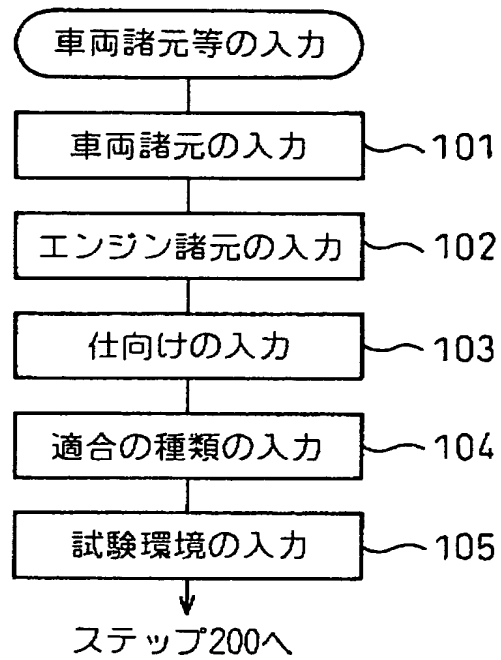 車両諸元等の入力
車両諸元の入力 101
エンジン諸元の入力 102
仕向けの入力 103
適合の種類の入力 104
試験環境の入力 105
ステップ200へ